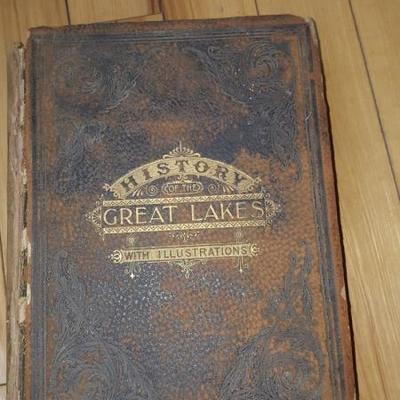 HISTORY
OF THE
GREAT LAKES
WITH ILLUSTRATIONS